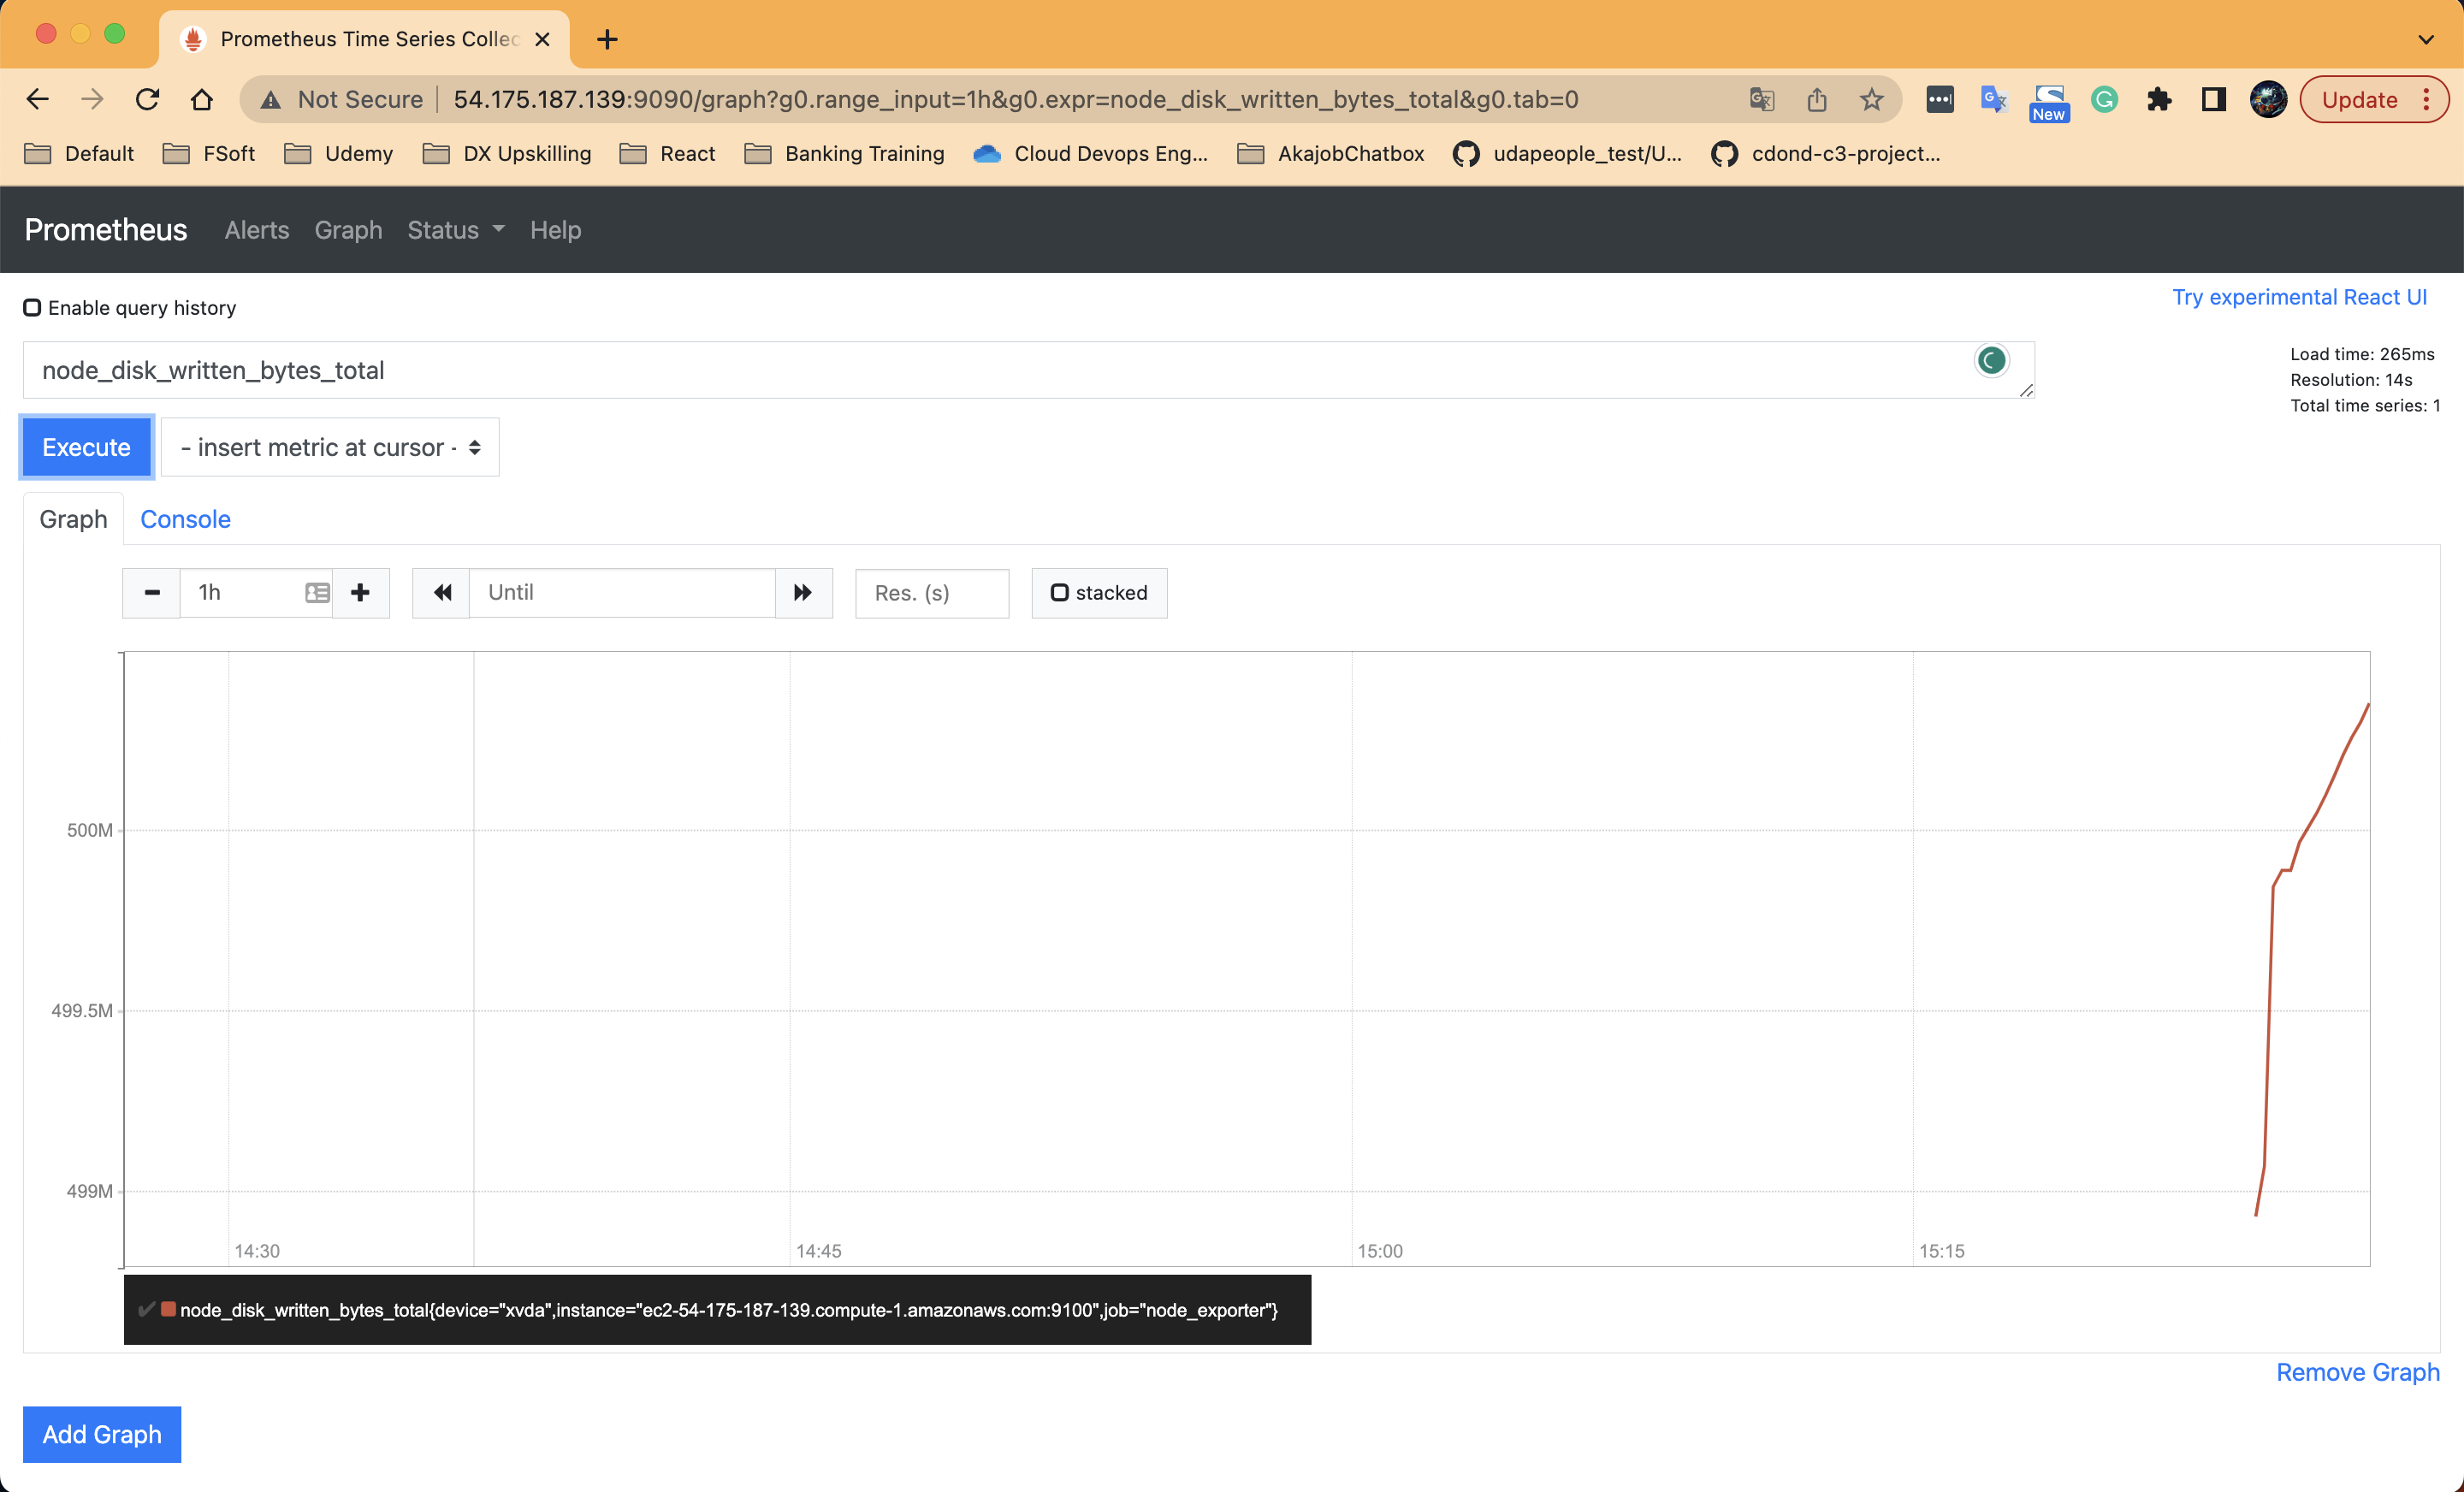 Prometheus Time Series Collec
Not Secure
54.175.187.139:9090/graph?g0.range_input=1h&g0.expr=node_disk_written_bytes_total&g0.tab=0
New
Update
Default
FSoft
Udemy
DX Upskilling
React
Banking Training
Cloud Devops Eng...
AkajobChatbox
udapeople_test/U...
cdond-c3-project...
Prometheus
Alerts
Graph
Status
Help
Enable query history
Try experimental React UI
node_disk_written_bytes_total
Load time: 265ms
Resolution: 14s
Total time series: 1
Execute
- insert metric at cursor -
Graph
Console
1h
Until
Res. (s)
stacked
500M
499.5M
499M
14:30
14:45
15:00
15:15
node_disk_written_bytes_total{device="xvda",instance="ec2-54-175-187-139.compute-1.amazonaws.com:9100",job="node_exporter"}
Remove Graph
Add Graph